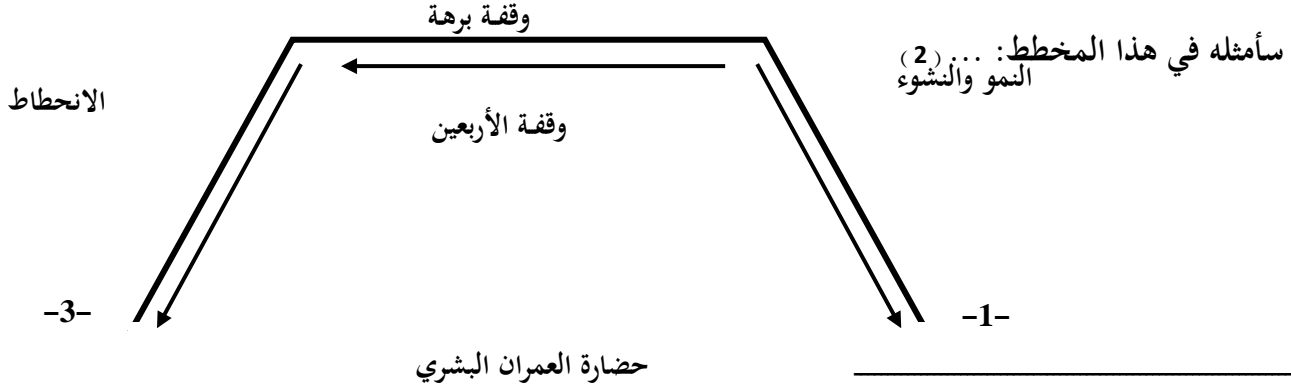 وقفة برهة
سأمثله في هذا المخطط: ...(2)
النمو والنشوء
الانحطاط
وقفة الأربعين
-1-
-3-
حضارة العمران البشري